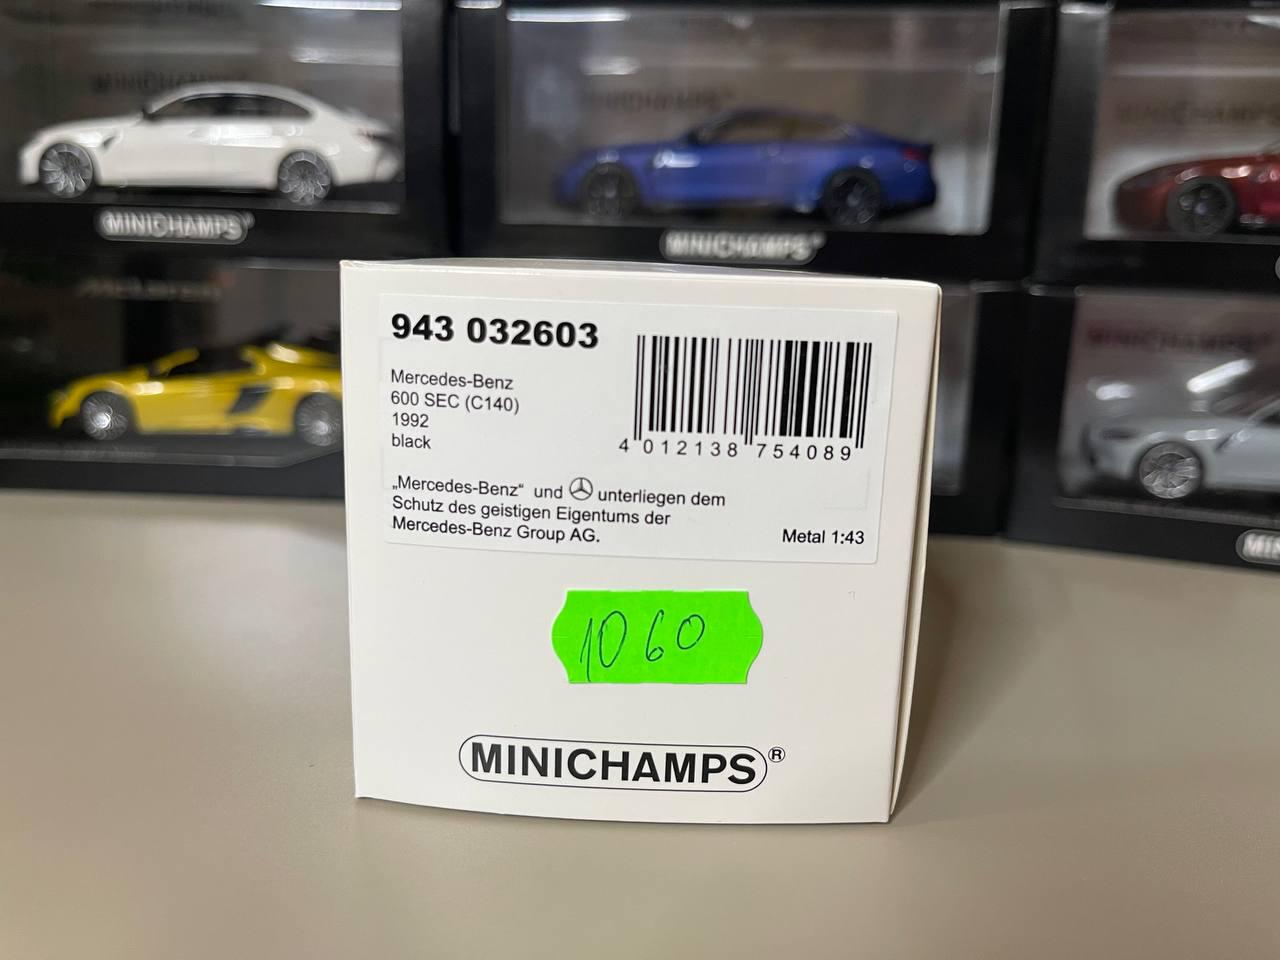 MINICHAMPS
MINICHAMPS
943 032603
Mercedes-Benz
600 SEC (C140)
1992
black
4 012138 754089
„Mercedes-Benz“ und unterliegen dem
Schutz des geistigen Eigentums der
Mercedes-Benz Group AG.
Metal 1:43
1060
MINICHAMPS®